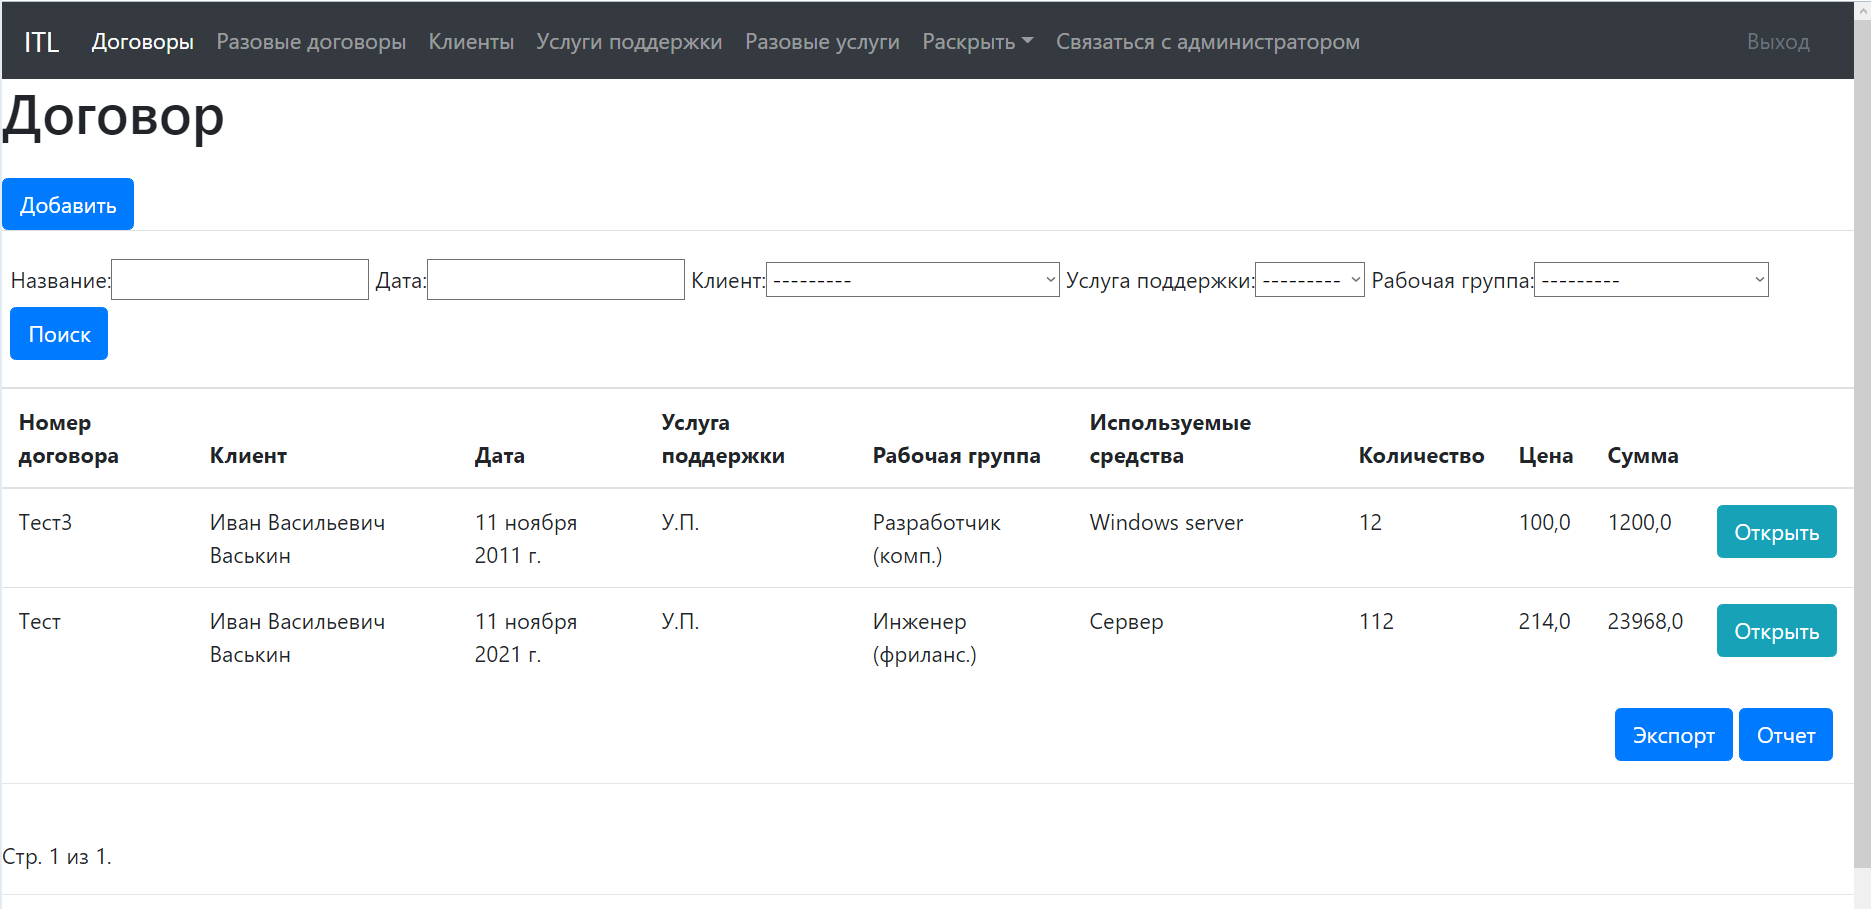 ITL Договоры Разовые договоры Клиенты Услуги поддержки Разовые услуги Раскрыть Связаться с администратором Выход
Договор
Добавить
Название: Дата: Клиент: --------- Услуга поддержки: --------- Рабочая группа: ---------
Поиск
Номер договора Клиент Дата Услуга поддержки Рабочая группа Используемые средства Количество Цена Сумма
Тест3 Иван Васильевич Васькин 11 ноября 2011 г. У.П. Разработчик (комп.) Windows server 12 100,0 1200,0 Открыть
Тест Иван Васильевич Васькин 11 ноября 2021 г. У.П. Инженер (фриланс.) Сервер 112 214,0 23968,0 Открыть
Экспорт Отчет
Стр. 1 из 1.